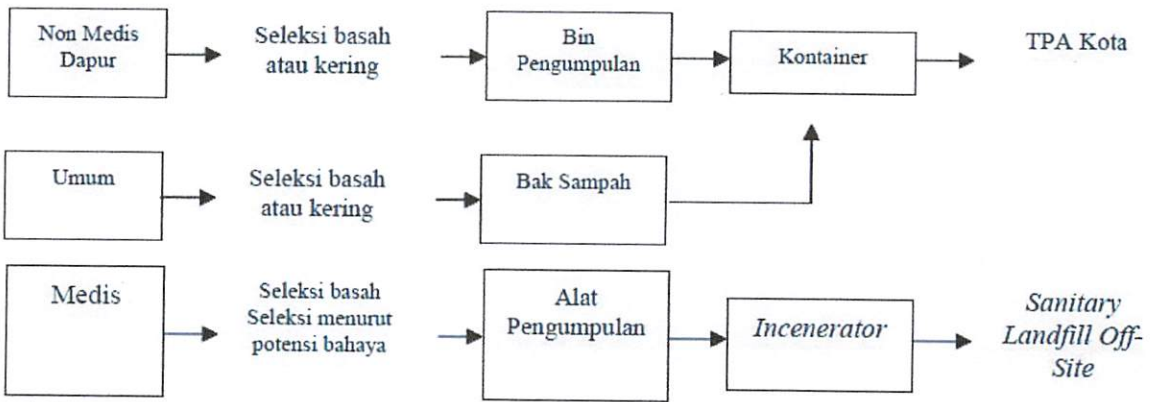 Non Medis
Dapur
Seleksi basah
atau kering
Bin
Pengumpulan
Kontainer
TPA Kota
Umum
Seleksi basah
atau kering
Bak Sampah
Medis
Seleksi basah
Seleksi menurut
potensi bahaya
Alat
Pengumpulan
Incenerator
Sanitary
Landfill Off-
Site